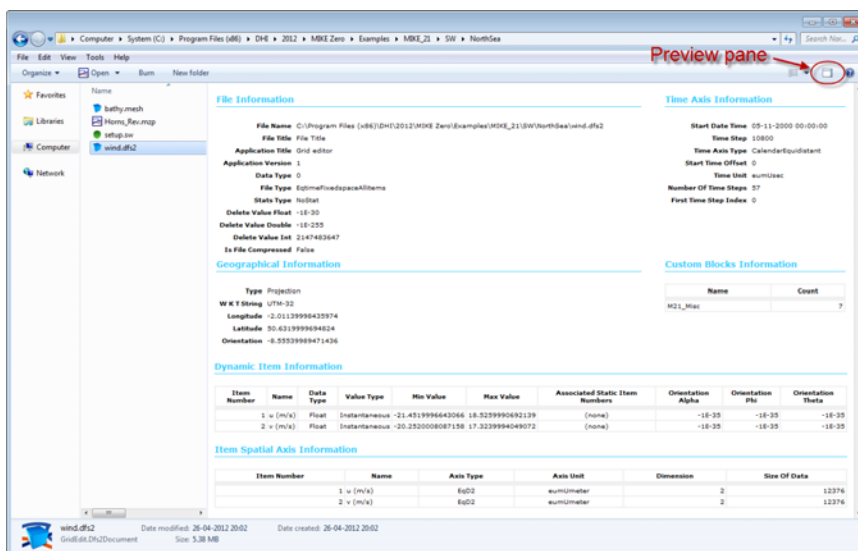 Computer ▸ System (C:) ▸ Program Files (x86) ▸ DHI ▸ 2012 ▸ MIKE Zero ▸ Examples ▸ MIKE_21 ▸ SW ▸ NorthSea
Search Nor...
File Edit View Tools Help
Preview pane
Organize Open Burn New folder
Favorites
Libraries
Computer
Network
Name
bathy.mesh
Horns_Rev.mzp
setup.sw
wind.dfs2
File Information
File Name C:\Program Files (x86)\DHI\2012\MIKE Zero\Examples\MIKE_21\SW\NorthSea\wind.dfs2
File Title File Title
Application Title Grid editor
Application Version 1
Data Type 0
File Type EqtimeFixedspaceAllitems
Stats Type NoStat
Delete Value Float -1E-30
Delete Value Double -1E-255
Delete Value Int 2147483647
Is File Compressed False
Time Axis Information
Start Date Time 05-11-2000 00:00:00
Time Step 10800
Time Axis Type CalendarEquidistant
Start Time Offset 0
Time Unit eumUsec
Number Of Time Steps 57
First Time Step Index 0
Geographical Information
Type Projection
W K T String UTM-32
Longitude -2.01139998435974
Latitude 50.6319999694824
Orientation -8.55539989471436
Custom Blocks Information
Name Count
M21_Misc 7
Dynamic Item Information
Item Number Name Data Type Value Type Min Value Max Value Associated Static Item Numbers Orientation Alpha Orientation Phi Orientation Theta
1 u (m/s) Float Instantaneous -21.4519996643066 18.5259990692139 (none) -1E-35 -1E-35 -1E-35
2 v (m/s) Float Instantaneous -20.2520008087158 17.3239994049072 (none) -1E-35 -1E-35 -1E-35
Item Spatial Axis Information
Item Number Name Axis Type Axis Unit Dimension Size Of Data
1 u (m/s) EqD2 eumUmeter 2 12376
2 v (m/s) EqD2 eumUmeter 2 12376
wind.dfs2 Date modified: 26-04-2012 20:02 Date created: 26-04-2012 20:02
GridEdit.Dfs2Document Size: 5.38 MB